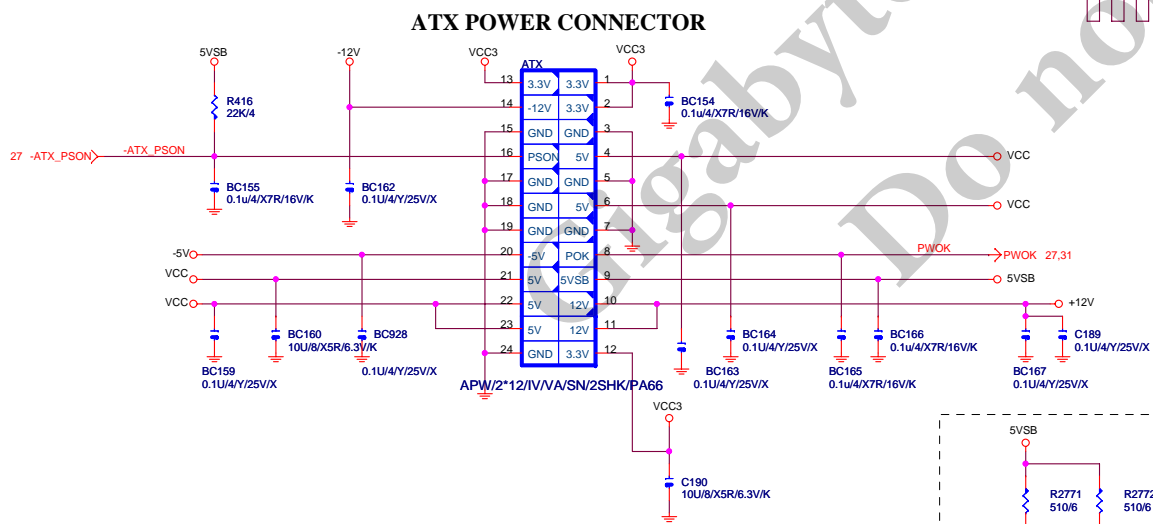 ATX POWER CONNECTOR
5VSB
-12V
VCC3
VCC3
ATX
R416
22K/4
BC154
0.1u/4/X7R/16V/K
13 3.3V 3.3V 1
14 -12V 3.3V 2
15 GND GND 3
27 -ATX_PSON -ATX_PSON 16 PSON 5V 4 VCC
17 GND GND 5
18 GND 5V 6 VCC
19 GND GND 7
-5V 20 -5V POK 8 PWOK PWOK 27,31
VCC 21 5V 5VSB 9 5VSB
VCC 22 5V 12V 10 +12V
23 5V 12V 11
24 GND 3.3V 12
BC155
0.1u/4/X7R/16V/K
BC162
0.1U/4/Y/25V/X
BC159
0.1U/4/Y/25V/X
BC160
10U/8/X5R/6.3V/K
BC928
0.1U/4/Y/25V/X
APW/2*12/IV/VA/SN/2SHK/PA66
BC163
0.1U/4/Y/25V/X
BC164
0.1U/4/Y/25V/X
BC165
0.1u/4/X7R/16V/K
BC166
0.1u/4/X7R/16V/K
BC167
0.1U/4/Y/25V/X
C189
0.1U/4/Y/25V/X
VCC3
C190
10U/8/X5R/6.3V/K
5VSB
R2771
510/6
R2772
510/6
Gigabyte
Do no